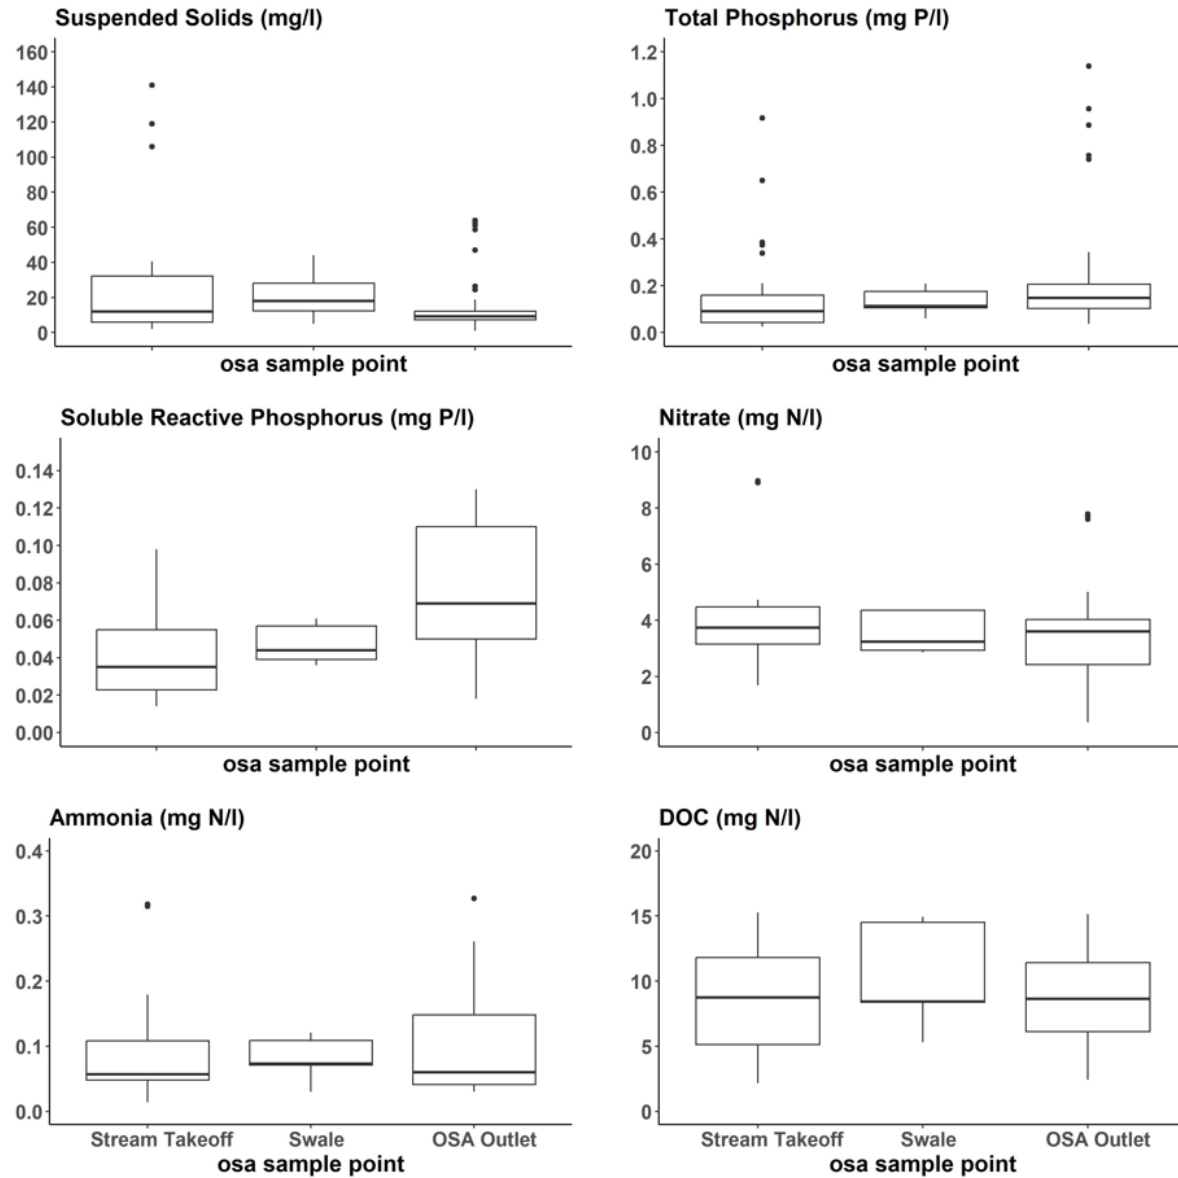 Suspended Solids (mg/l)
160
140
120
100
80
60
40
20
0
osa sample point
Total Phosphorus (mg P/l)
1.2
1.0
0.8
0.6
0.4
0.2
0.0
osa sample point
Soluble Reactive Phosphorus (mg P/l)
0.14
0.12
0.10
0.08
0.06
0.04
0.02
0.00
osa sample point
Nitrate (mg N/l)
10
8
6
4
2
0
osa sample point
Ammonia (mg N/l)
0.4
0.3
0.2
0.1
0.0
Stream Takeoff Swale OSA Outlet
osa sample point
DOC (mg N/l)
20
15
10
5
0
Stream Takeoff Swale OSA Outlet
osa sample point